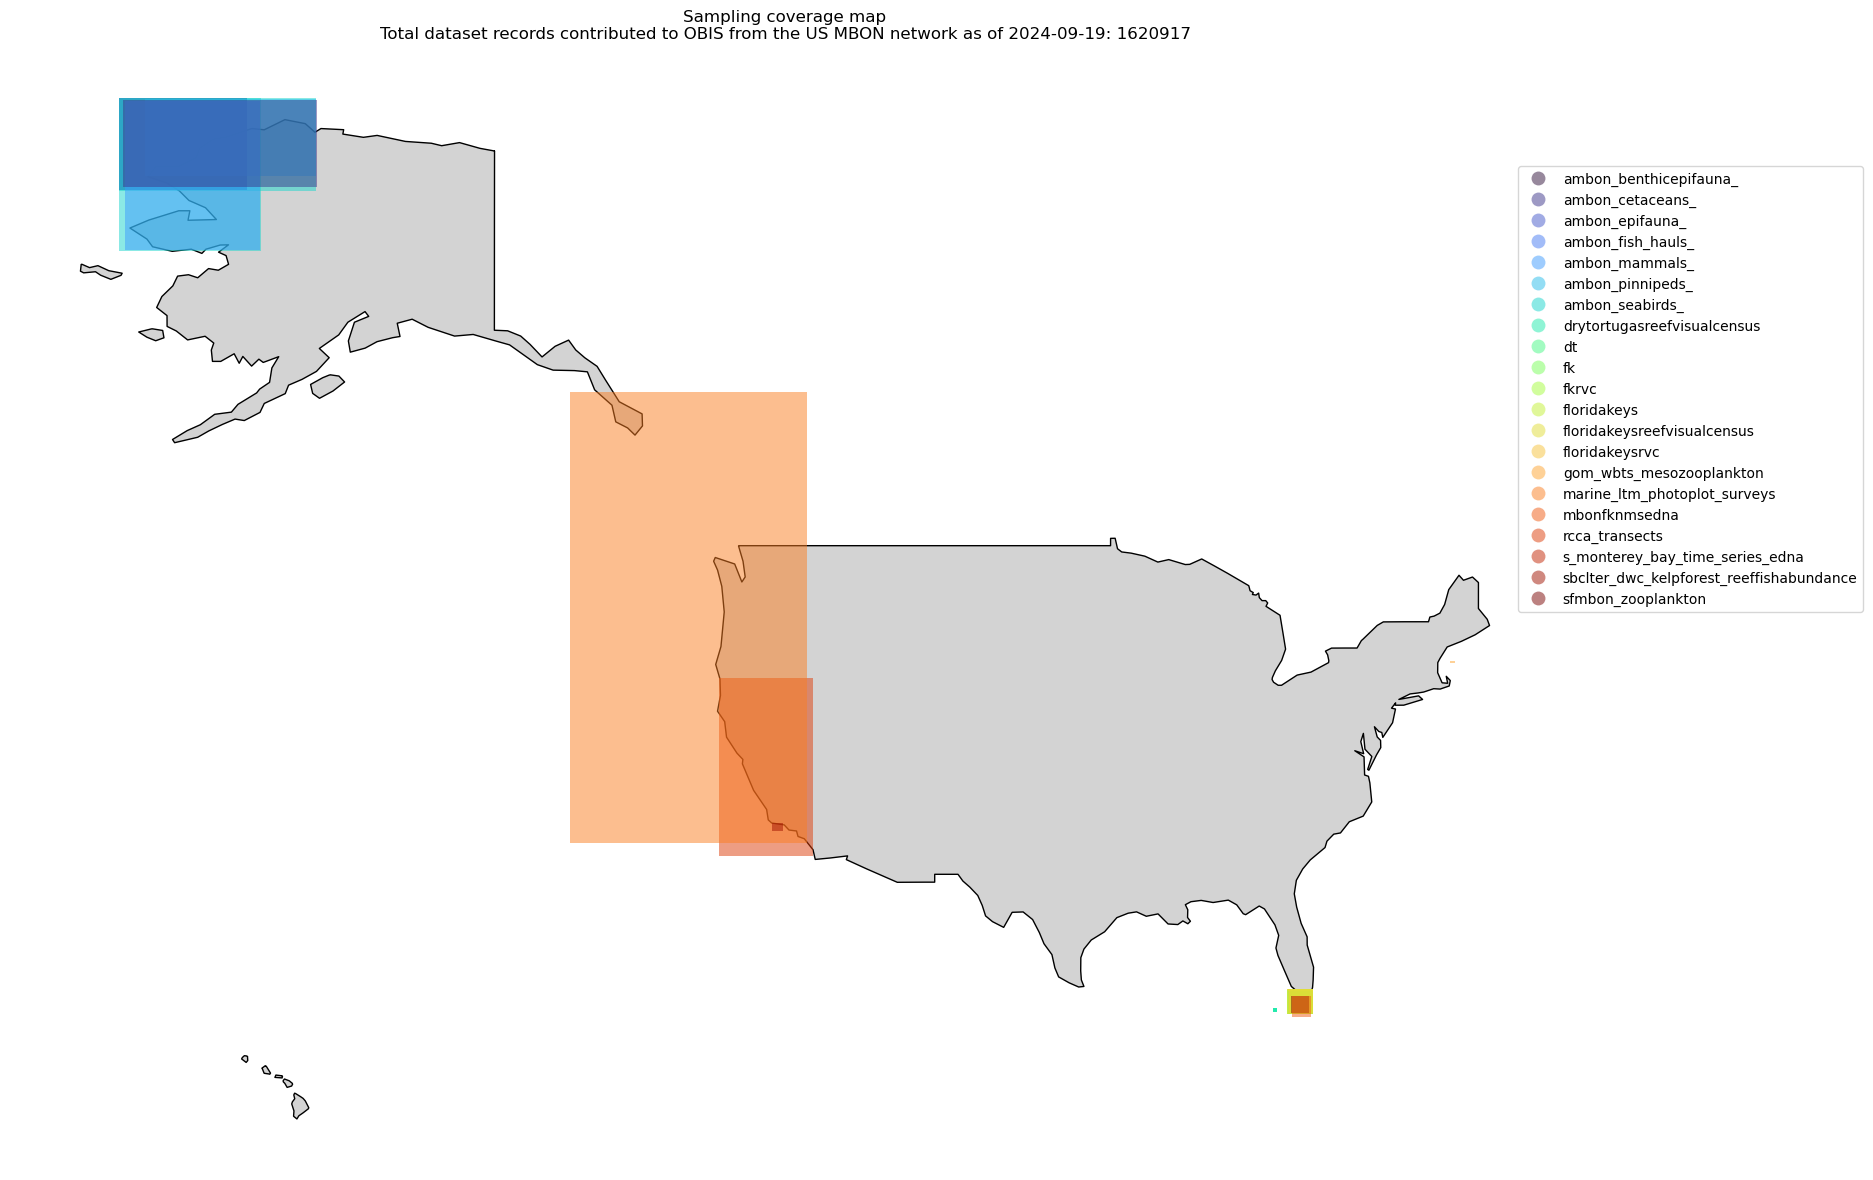 Sampling coverage map
Total dataset records contributed to OBIS from the US MBON network as of 2024-09-19: 1620917
ambon_benthicepifauna_
ambon_cetaceans_
ambon_epifauna_
ambon_fish_hauls_
ambon_mammals_
ambon_pinnipeds_
ambon_seabirds_
drytortugasreefvisualcensus
dt
fk
fkrvc
floridakeys
floridakeysreefvisualcensus
floridakeysrvc
gom_wbts_mesozooplankton
marine_ltm_photoplot_surveys
mbonfknmsedna
rcca_transects
s_monterey_bay_time_series_edna
sbclter_dwc_kelpforest_reeffishabundance
sfmbon_zooplankton